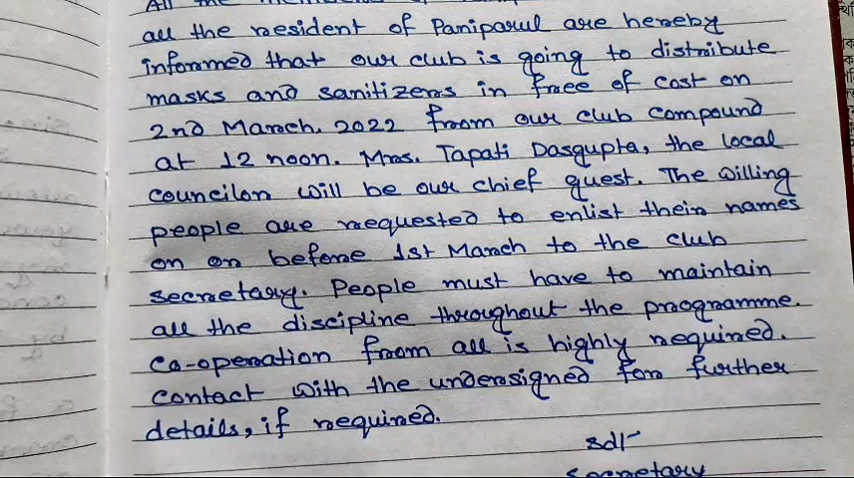 All the
all the resident of Paniparul are hereby
informed that our club is going to distribute
masks and sanitizers in free of cost on
2nd March, 2022 from our club compound
at 12 noon. Mrs. Tapati Dasgupta, the local
councilor will be our chief guest. The willing
people are requested to enlist their names
on or before 1st March to the club
secretary. People must have to maintain
all the discipline throughout the programme.
Co-operation from all is highly required.
Contact with the undersigned for further
details, if required.
Sd/-
Secretary